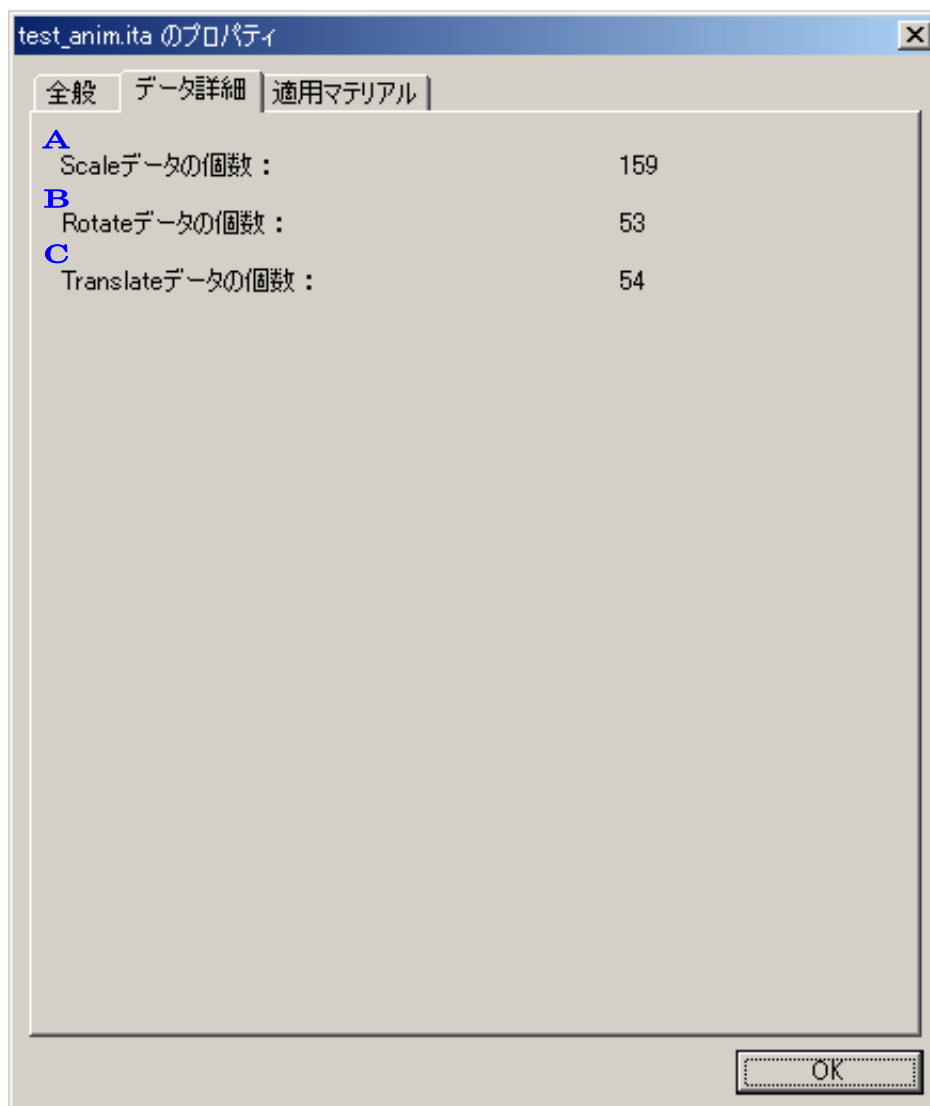 test_anim.ita のプロパティ
全般 データ詳細 適用マテリアル
A
Scaleデータの個数： 159
B
Rotateデータの個数： 53
C
Translateデータの個数： 54
OK